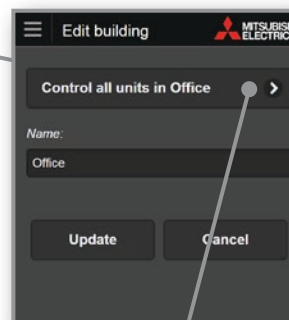 Edit building
MITSUBISHI
ELECTRIC
Control all units in Office
Name:
Office
Update
Cancel